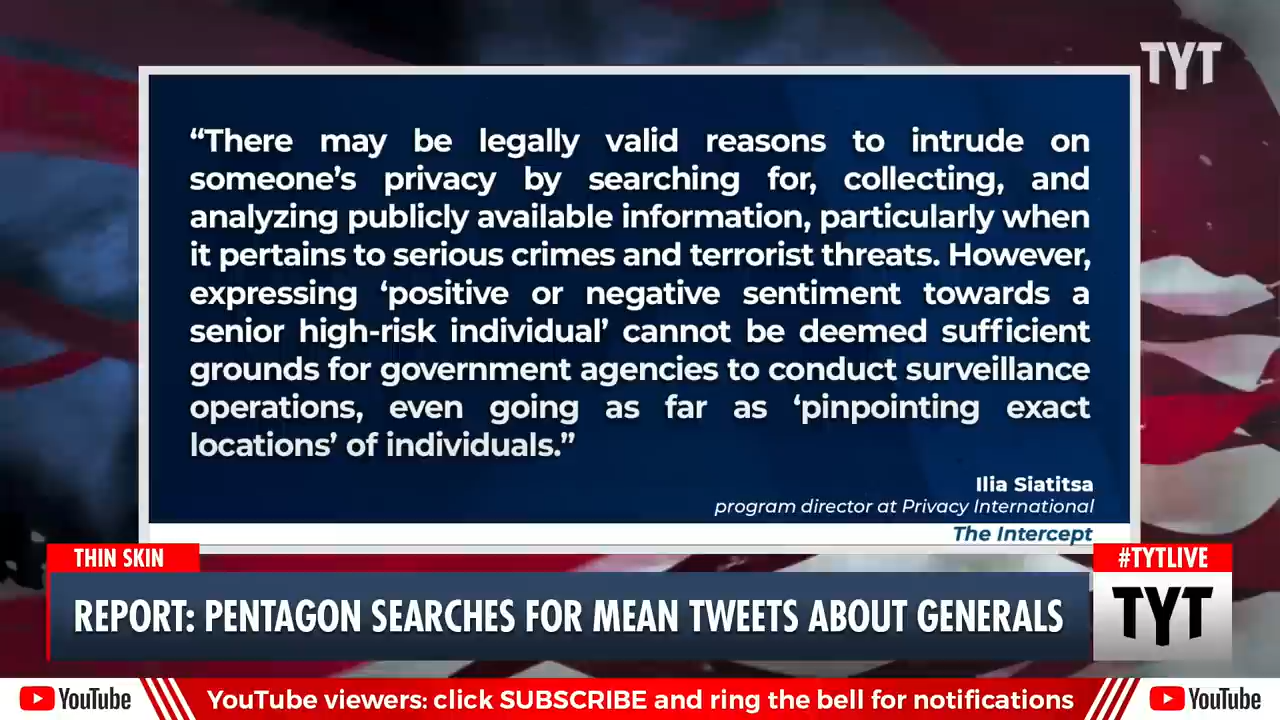 TYT
“There may be legally valid reasons to intrude on
someone’s privacy by searching for, collecting, and
analyzing publicly available information, particularly when
it pertains to serious crimes and terrorist threats. However,
expressing ‘positive or negative sentiment towards a
senior high-risk individual’ cannot be deemed sufficient
grounds for government agencies to conduct surveillance
operations, even going as far as ‘pinpointing exact
locations’ of individuals.”
Ilia Siatitsa
program director at Privacy International
The Intercept
THIN SKIN
#TYTLIVE
REPORT: PENTAGON SEARCHES FOR MEAN TWEETS ABOUT GENERALS
TYT
YouTube
YouTube viewers: click SUBSCRIBE and ring the bell for notifications
YouTube